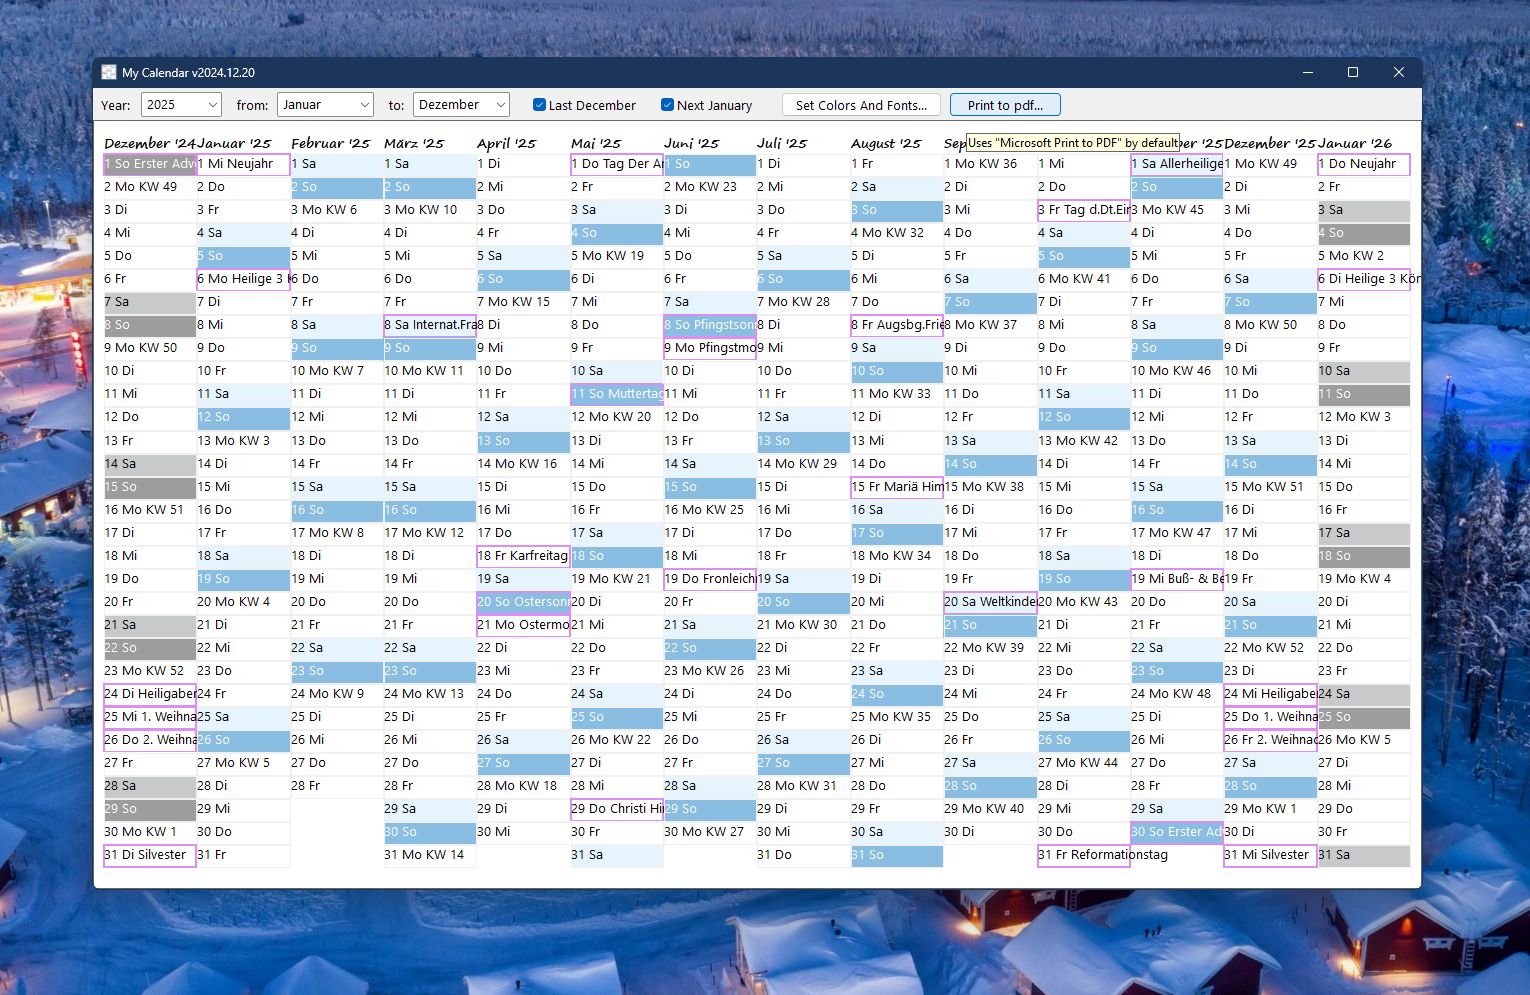 My Calendar v2024.12.20
Year: 2025 from: Januar to: Dezember Last December Next January Set Colors And Fonts... Print to pdf...
Uses "Microsoft Print to PDF" by default
Dezember '24 Januar '25 Februar '25 März '25 April '25 Mai '25 Juni '25 Juli '25 August '25 Sep ber '25 Dezember '25 Januar '26
1 So Erster Adv 1 Mi Neujahr 1 Sa 1 Sa 1 Di 1 Do Tag Der Ar 1 So 1 Di 1 Fr 1 Mo KW 36 1 Mi 1 Sa Allerheilige 1 Mo KW 49 1 Do Neujahr
2 Mo KW 49 2 Do 2 So 2 So 2 Mi 2 Fr 2 Mo KW 23 2 Mi 2 Sa 2 Di 2 Do 2 So 2 Di 2 Fr
3 Di 3 Fr 3 Mo KW 6 3 Mo KW 10 3 Do 3 Sa 3 Di 3 Do 3 So 3 Mi 3 Fr Tag d.Dt.Ein 3 Mo KW 45 3 Mi 3 Sa
4 Mi 4 Sa 4 Di 4 Di 4 Fr 4 So 4 Mi 4 Fr 4 Mo KW 32 4 Do 4 Sa 4 Di 4 Do 4 So
5 Do 5 So 5 Mi 5 Mi 5 Sa 5 Mo KW 19 5 Do 5 Sa 5 Di 5 Fr 5 So 5 Mi 5 Fr 5 Mo KW 2
6 Fr 6 Mo Heilige 3 K 6 Do 6 Do 6 So 6 Di 6 Fr 6 So 6 Mi 6 Sa 6 Mo KW 41 6 Do 6 Sa 6 Di Heilige 3 Kön
7 Sa 7 Di 7 Fr 7 Fr 7 Mo KW 15 7 Mi 7 Sa 7 Mo KW 28 7 Do 7 So 7 Di 7 Fr 7 So 7 Mi
8 So 8 Mi 8 Sa 8 Sa Internat.Fra 8 Di 8 Do 8 So Pfingstson 8 Di 8 Fr Augsbg.Frie 8 Mo KW 37 8 Mi 8 Sa 8 Mo KW 50 8 Do
9 Mo KW 50 9 Do 9 So 9 So 9 Mi 9 Fr 9 Mo Pfingstmo 9 Mi 9 Sa 9 Di 9 Do 9 So 9 Di 9 Fr
10 Di 10 Fr 10 Mo KW 7 10 Mo KW 11 10 Do 10 Sa 10 Di 10 Do 10 So 10 Mi 10 Fr 10 Mo KW 46 10 Mi 10 Sa
11 Mi 11 Sa 11 Di 11 Di 11 Fr 11 So Muttertag 11 Mi 11 Fr 11 Mo KW 33 11 Do 11 Sa 11 Di 11 Do 11 So
12 Do 12 So 12 Mi 12 Mi 12 Sa 12 Mo KW 20 12 Do 12 Sa 12 Di 12 Fr 12 So 12 Mi 12 Fr 12 Mo KW 3
13 Fr 13 Mo KW 3 13 Do 13 Do 13 So 13 Di 13 Fr 13 So 13 Mi 13 Sa 13 Mo KW 42 13 Do 13 Sa 13 Di
14 Sa 14 Di 14 Fr 14 Fr 14 Mo KW 16 14 Mi 14 Sa 14 Mo KW 29 14 Do 14 So 14 Di 14 Fr 14 So 14 Mi
15 So 15 Mi 15 Sa 15 Sa 15 Di 15 Do 15 So 15 Di 15 Fr Mariä Him 15 Mo KW 38 15 Mi 15 Sa 15 Mo KW 51 15 Do
16 Mo KW 51 16 Do 16 So 16 So 16 Mi 16 Fr 16 Mo KW 25 16 Mi 16 Sa 16 Di 16 Do 16 So 16 Di 16 Fr
17 Di 17 Fr 17 Mo KW 8 17 Mo KW 12 17 Do 17 Sa 17 Di 17 Do 17 So 17 Mi 17 Fr 17 Mo KW 47 17 Mi 17 Sa
18 Mi 18 Sa 18 Di 18 Di 18 Fr Karfreitag 18 So 18 Mi 18 Fr 18 Mo KW 34 18 Do 18 Sa 18 Di 18 Do 18 So
19 Do 19 So 19 Mi 19 Mi 19 Sa 19 Mo KW 21 19 Do Fronleich 19 Sa 19 Di 19 Fr 19 So 19 Mi Buß- & Be 19 Fr 19 Mo KW 4
20 Fr 20 Mo KW 4 20 Do 20 Do 20 So Ostersonn 20 Di 20 Fr 20 So 20 Mi 20 Sa Weltkinde 20 Mo KW 43 20 Do 20 Sa 20 Di
21 Sa 21 Di 21 Fr 21 Fr 21 Mo Ostermo 21 Mi 21 Sa 21 Mo KW 30 21 Do 21 So 21 Di 21 Fr 21 So 21 Mi
22 So 22 Mi 22 Sa 22 Sa 22 Di 22 Do 22 So 22 Di 22 Fr 22 Mo KW 39 22 Mi 22 Sa 22 Mo KW 52 22 Do
23 Mo KW 52 23 Do 23 So 23 So 23 Mi 23 Fr 23 Mo KW 26 23 Mi 23 Sa 23 Di 23 Do 23 So 23 Di 23 Fr
24 Di Heiligaben 24 Fr 24 Mo KW 9 24 Mo KW 13 24 Do 24 Sa 24 Di 24 Do 24 So 24 Mi 24 Fr 24 Mo KW 48 24 Mi Heiligabe 24 Sa
25 Mi 1. Weihna 25 Sa 25 Di 25 Di 25 Fr 25 So 25 Mi 25 Fr 25 Mo KW 35 25 Do 25 Sa 25 Di 25 Do 1. Weihna 25 So
26 Do 2. Weihna 26 So 26 Mi 26 Mi 26 Sa 26 Mo KW 22 26 Do 26 Sa 26 Di 26 Fr 26 So 26 Mi 26 Fr 2. Weihnac 26 Mo KW 5
27 Fr 27 Mo KW 5 27 Do 27 Do 27 So 27 Di 27 Fr 27 So 27 Mi 27 Sa 27 Mo KW 44 27 Do 27 Sa 27 Di
28 Sa 28 Di 28 Fr 28 Fr 28 Mo KW 18 28 Mi 28 Sa 28 Mo KW 31 28 Do 28 So 28 Di 28 Fr 28 So 28 Mi
29 So 29 Mi 29 Sa 29 Di 29 Do Christi Hi 29 So 29 Di 29 Fr 29 Mo KW 40 29 Mi 29 Sa 29 Mo KW 1 29 Do
30 Mo KW 1 30 Do 30 So 30 Mi 30 Fr 30 Mo KW 27 30 Mi 30 Sa 30 Di 30 Do 30 So Erster Ad 30 Di 30 Fr
31 Di Silvester 31 Fr 31 Mo KW 14 31 Sa 31 Do 31 So 31 Fr Reformationstag 31 Mi Silvester 31 Sa